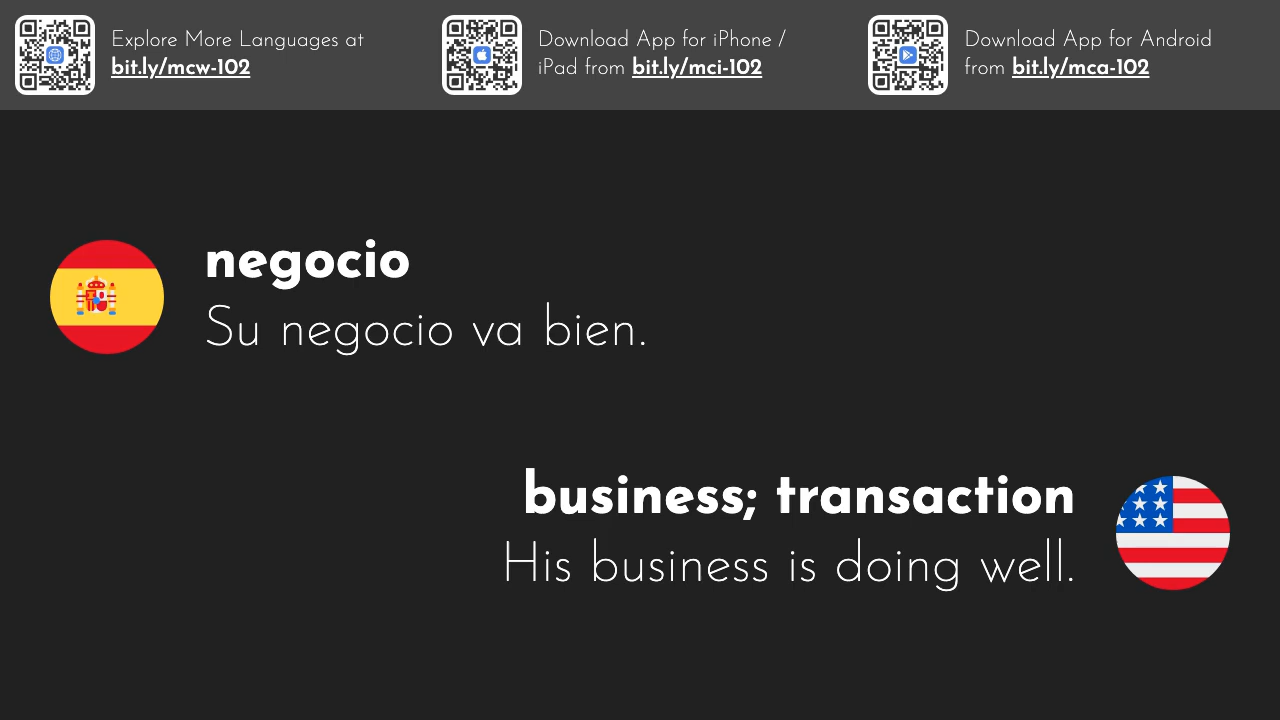 Explore More Languages at
bit.ly/mcw-102
Download App for iPhone /
iPad from bit.ly/mci-102
Download App for Android
from bit.ly/mca-102
negocio
Su negocio va bien.
business; transaction
His business is doing well.